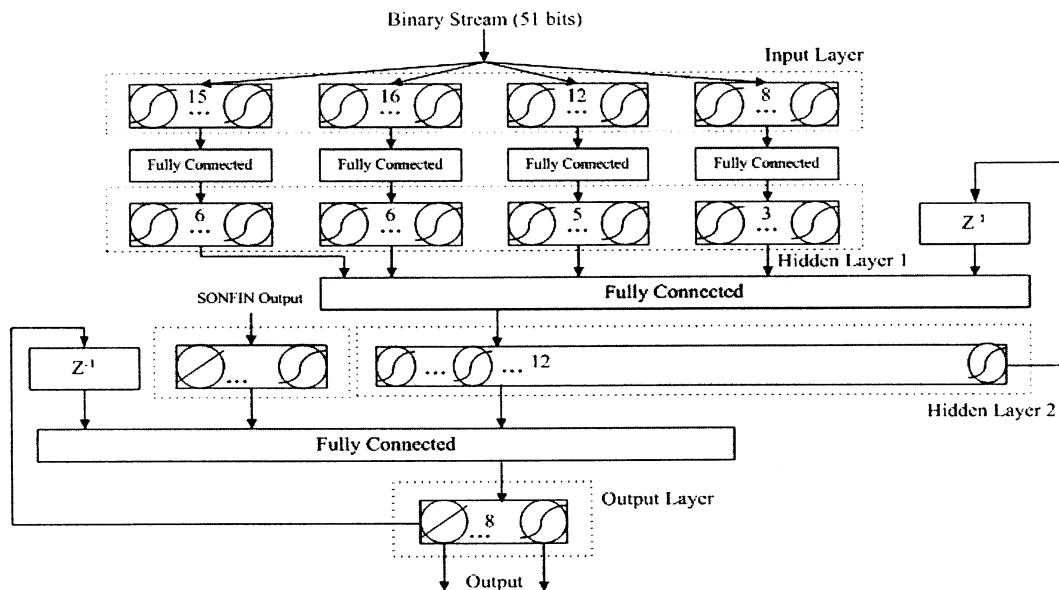 Binary Stream (51 bits)
Input Layer
15 ...
16 ...
12 ...
8 ...
Fully Connected
Fully Connected
Fully Connected
Fully Connected
6 ...
6 ...
5 ...
3 ...
Z⁻¹
Hidden Layer 1
Fully Connected
SONFIN Output
Z⁻¹
...
... ... 12
Hidden Layer 2
Fully Connected
Output Layer
8 ...
Output